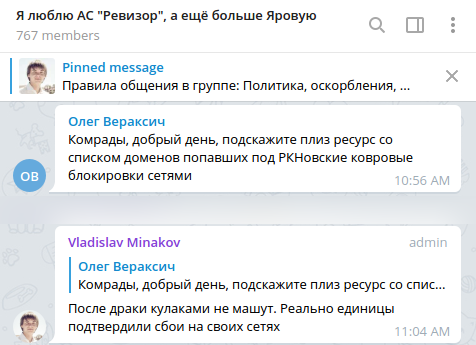 Я люблю АС "Ревизор", а ещё больше Яровую
767 members
Pinned message
Правила общения в группе: Политика, оскорбления, ...
Олег Вераксич
Комрады, добрый день, подскажите плиз ресурс со
списком доменов попавших под РКНовские ковровые
блокировки сетями
ОВ
10:56 AM
Vladislav Minakov
admin
Олег Вераксич
Комрады, добрый день, подскажите плиз ресурс со спис...
После драки кулаками не машут. Реально единицы
подтвердили сбои на своих сетях
11:04 AM